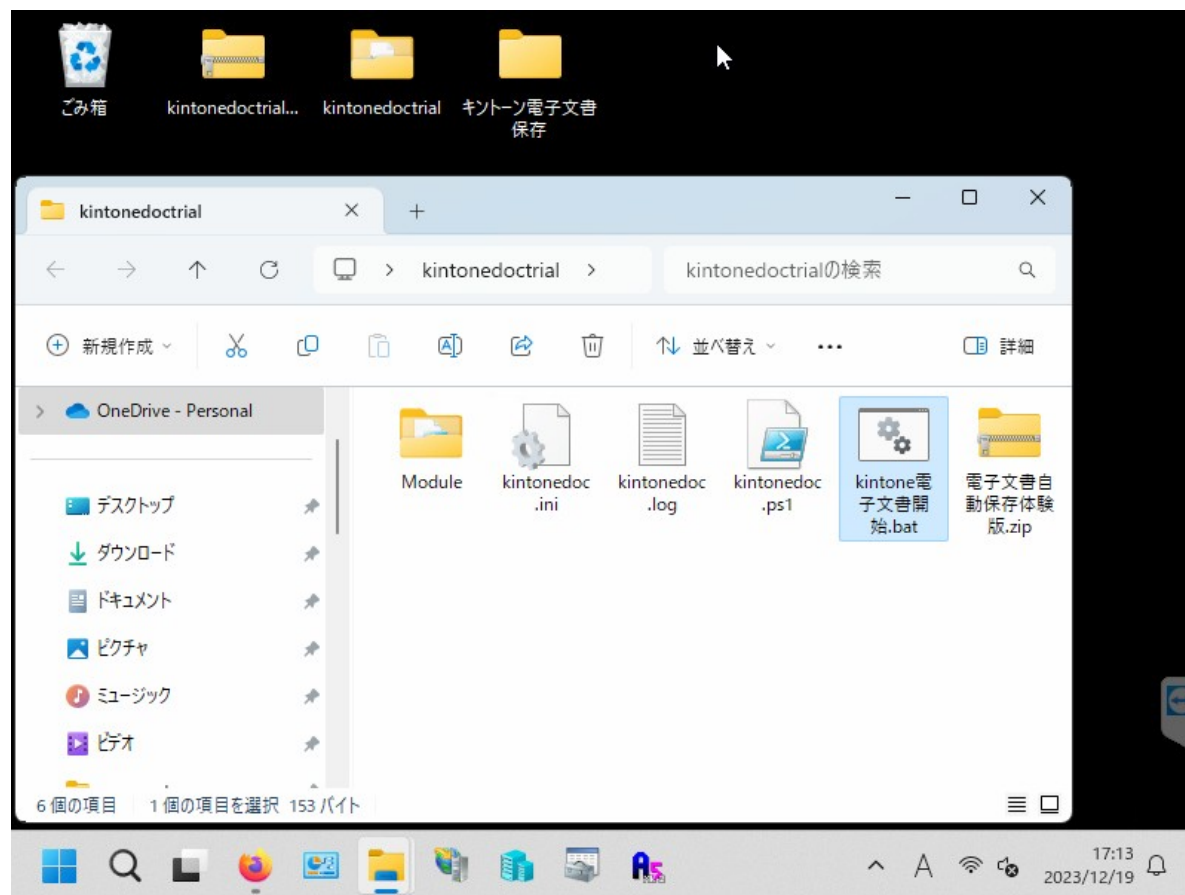 ごみ箱
kintonedoctrial...
kintonedoctrial
キントーン電子文書
保存
kintonedoctrial
kintonedoctrial
kintonedoctrialの検索
新規作成
並べ替え
詳細
OneDrive - Personal
デスクトップ
ダウンロード
ドキュメント
ピクチャ
ミュージック
ビデオ
Module
kintonedoc
.ini
kintonedoc
.log
kintonedoc
.ps1
kintone電
子文書開
始.bat
電子文書自
動保存体験
版.zip
6 個の項目
1 個の項目を選択 153 バイト
A
17:13
2023/12/19